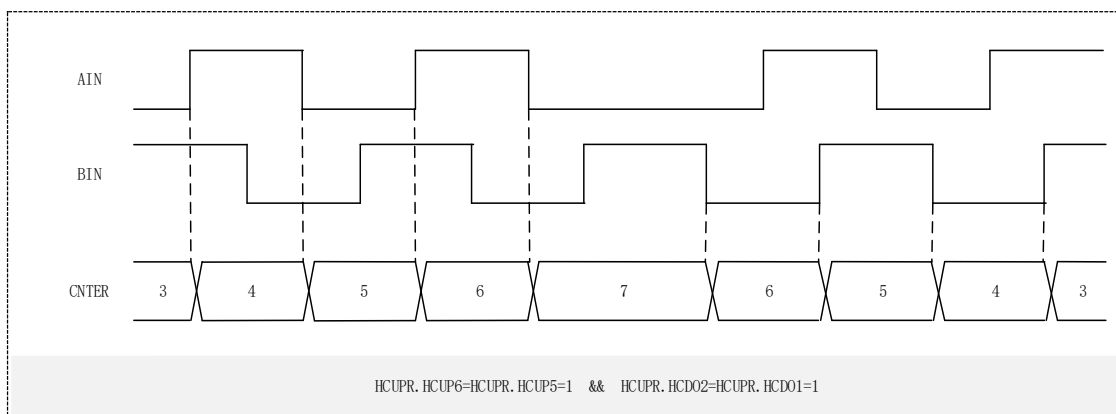 AIN
BIN
CNTER 3 4 5 6 7 6 5 4 3
HCUPR.HCUP6=HCUPR.HCUP5=1 && HCUPR.HCDO2=HCUPR.HCDO1=1